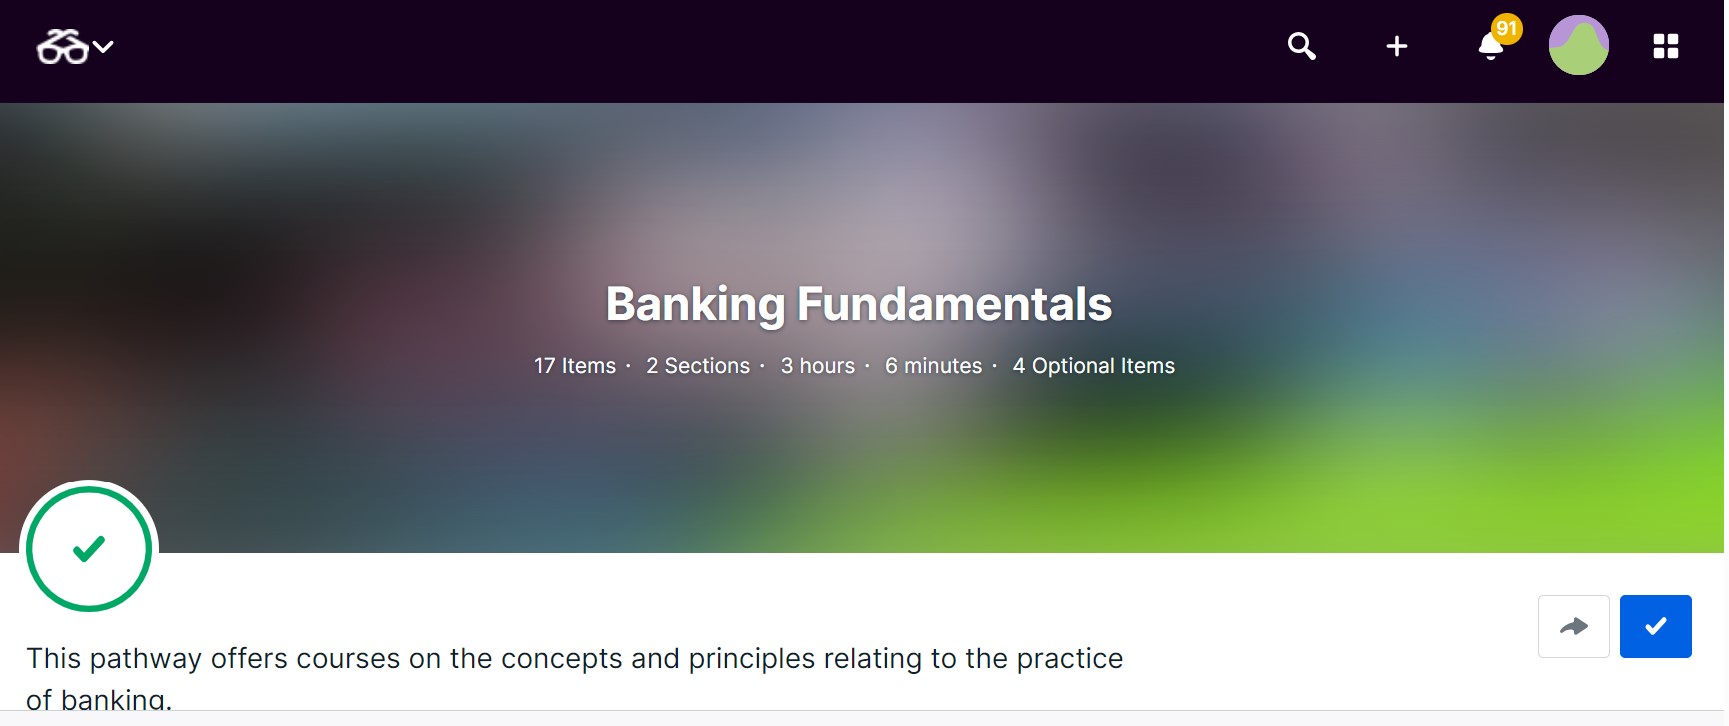 91
Banking Fundamentals
17 Items · 2 Sections · 3 hours · 6 minutes · 4 Optional Items
This pathway offers courses on the concepts and principles relating to the practice
of banking.